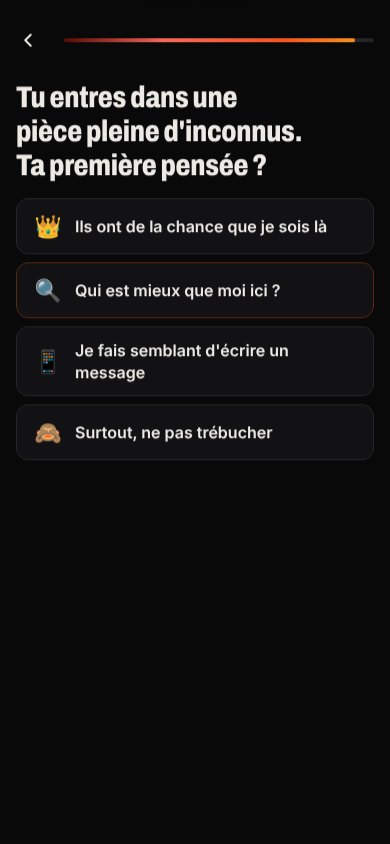 Tu entres dans une
pièce pleine d'inconnus.
Ta première pensée ?
Ils ont de la chance que je sois là
Qui est mieux que moi ici ?
Je fais semblant d'écrire un
message
Surtout, ne pas trébucher